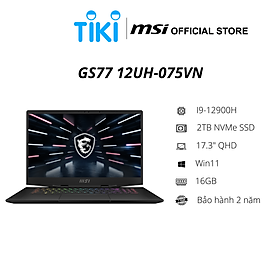 TIKI | msi OFFICIAL STORE
GS77 12UH-075VN
I9-12900H
2TB NVMe SSD
17.3" QHD
Win11
16GB
Bảo hành 2 năm
msi